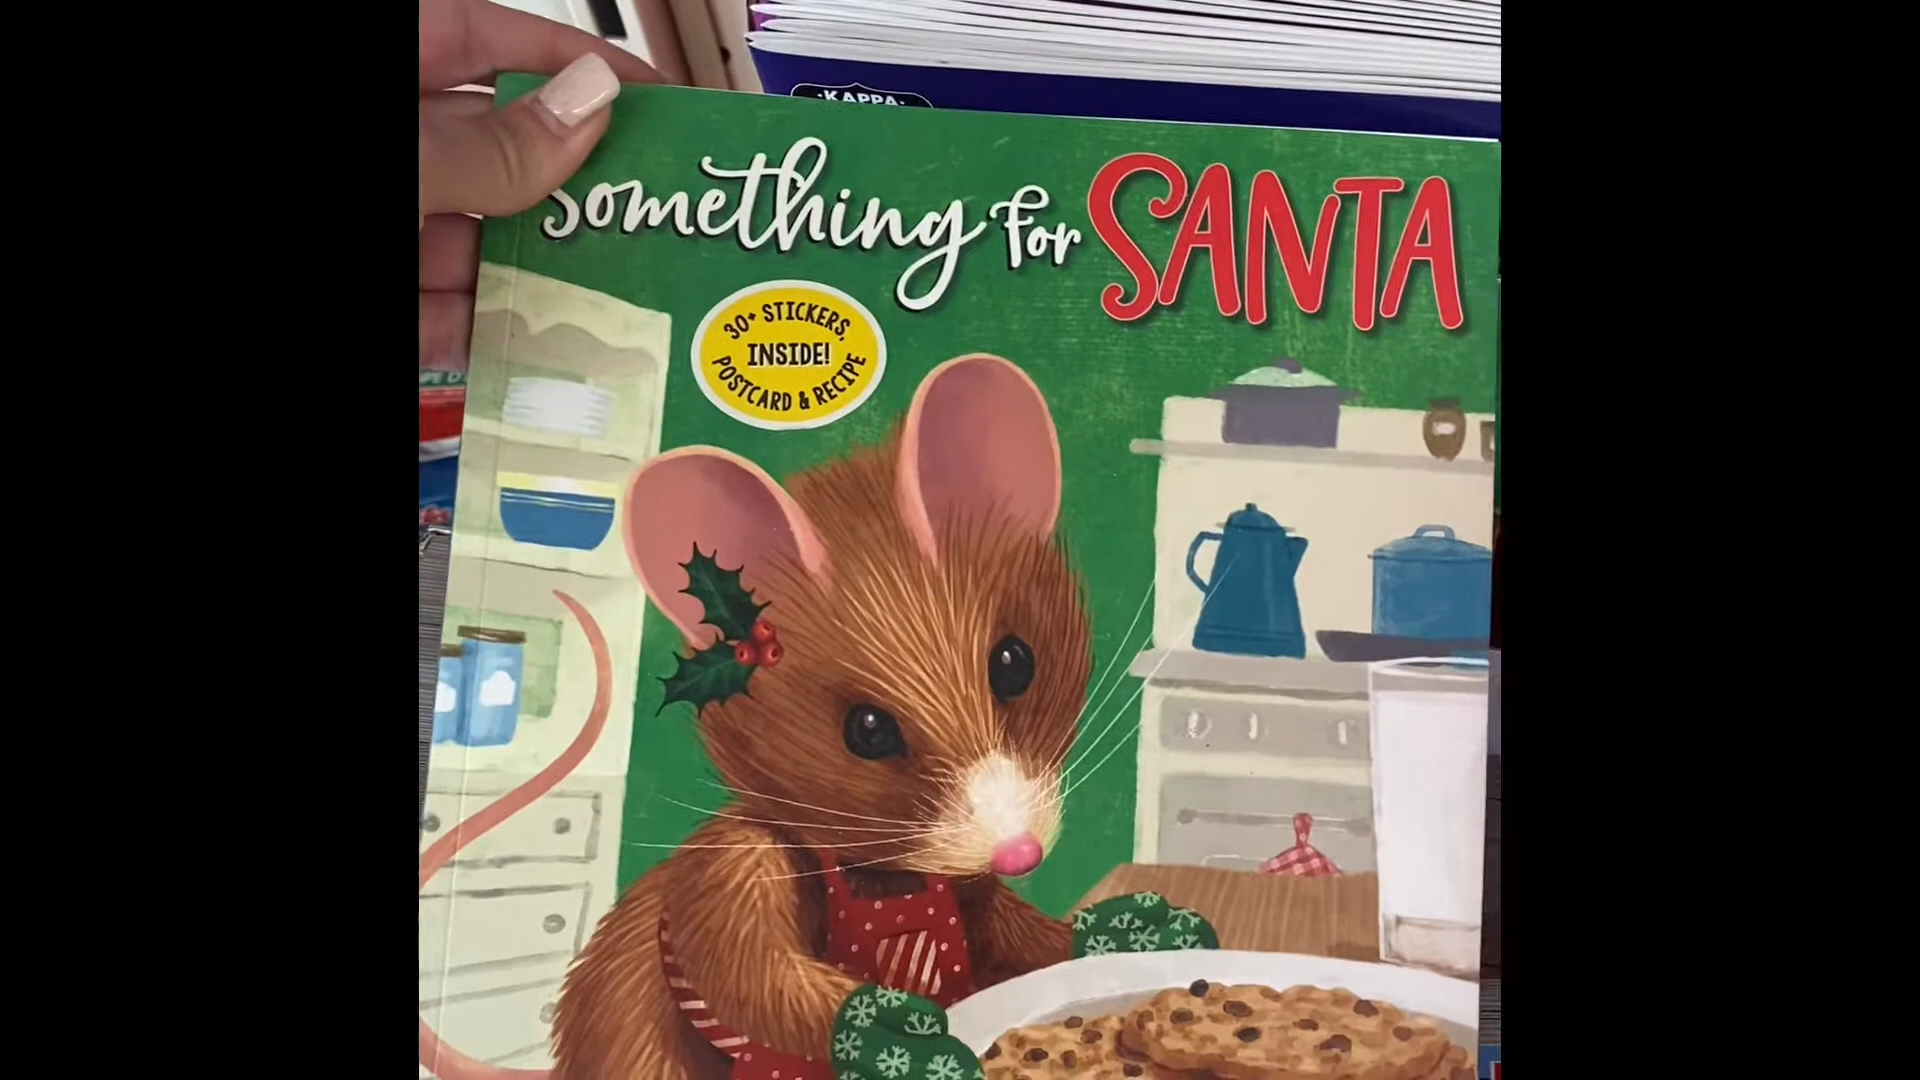 ·KAPPA·
Something for SANTA
30+ STICKERS,
INSIDE!
POSTCARD & RECIPE